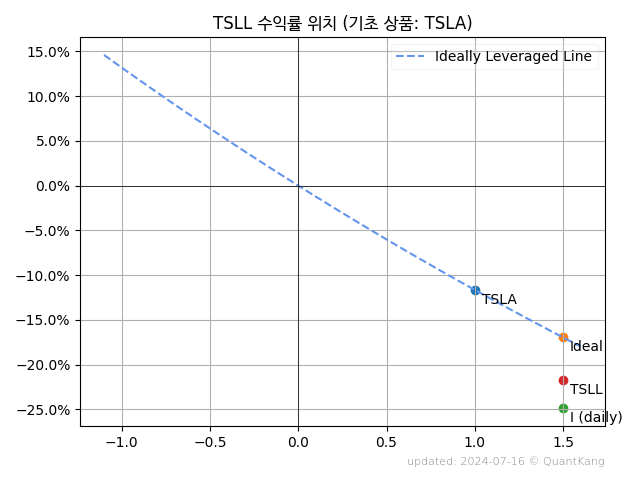 TSLL 수익률 위치 (기초 상품: TSLA)
Ideally Leveraged Line
15.0%
10.0%
5.0%
0.0%
−5.0%
−10.0%
−15.0%
−20.0%
−25.0%
TSLA
Ideal
TSLL
I (daily)
−1.0 −0.5 0.0 0.5 1.0 1.5
updated: 2024-07-16 © QuantKang